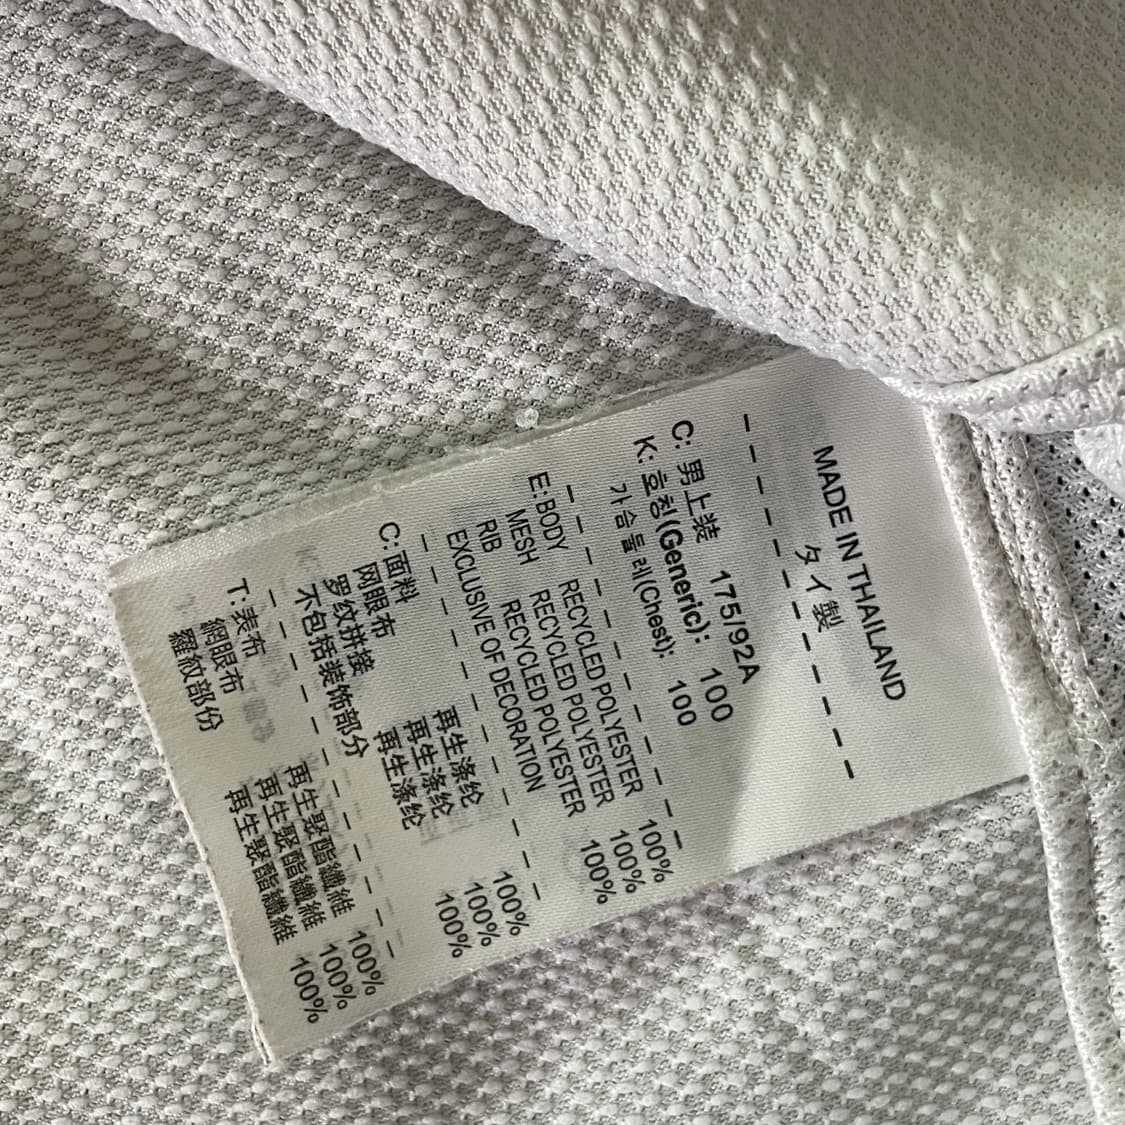 MADE IN THAILAND
タイ製
C: 男上装 175/92A
K: 호칭(Generic): 100
가슴둘레(Chest): 100
E:BODY RECYCLED POLYESTER 100%
MESH RECYCLED POLYESTER 100%
RIB RECYCLED POLYESTER 100%
EXCLUSIVE OF DECORATION
C:面料 再生涤纶 100%
网眼布 再生涤纶 100%
罗纹拼接 再生涤纶 100%
不包括装饰部分
T:表布 再生聚酯纖維 100%
網眼布 再生聚酯纖維 100%
羅紋部份 再生聚酯纖維 100%